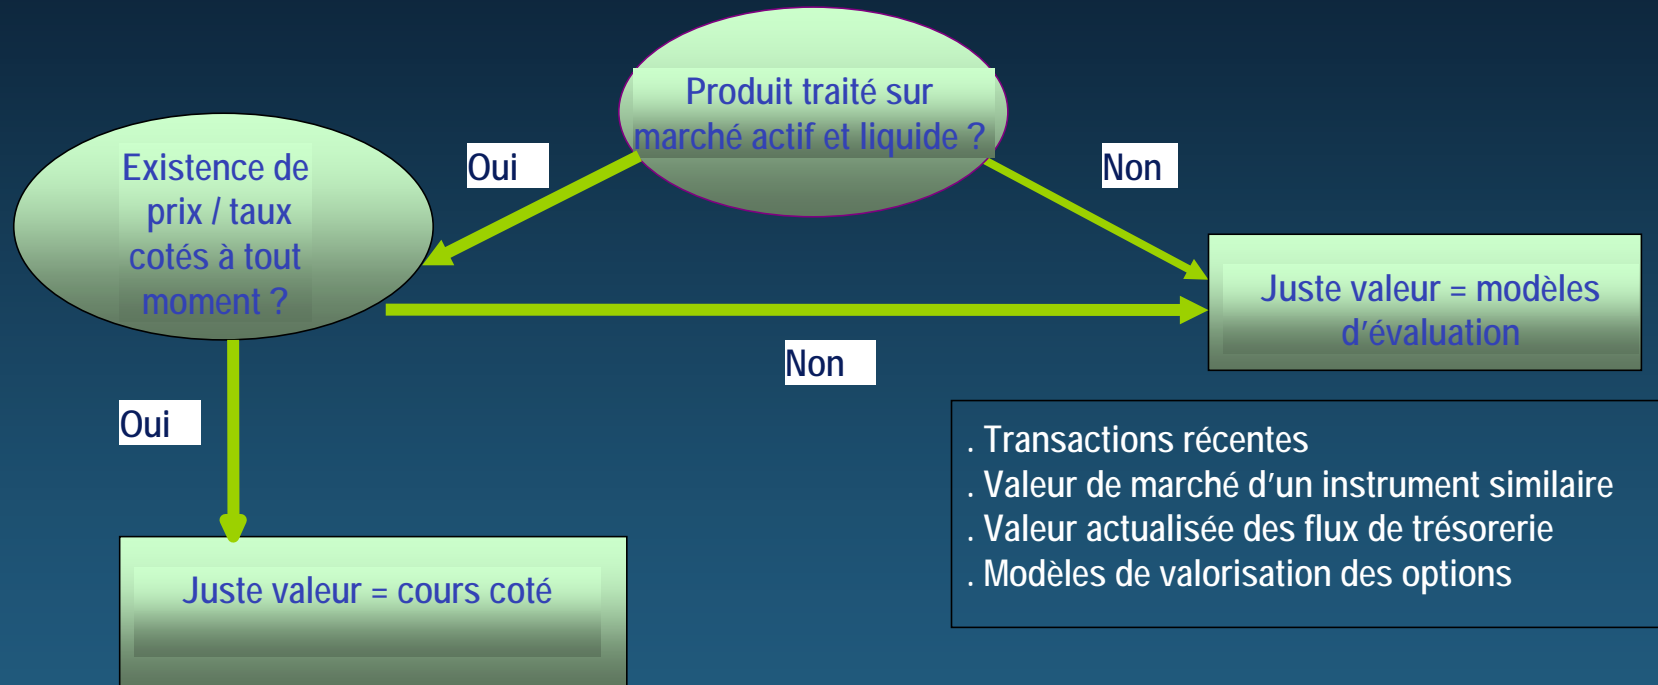 Produit traité sur
marché actif et liquide ?
Oui
Non
Existence de
prix / taux
cotés à tout
moment ?
Juste valeur = modèles
d’évaluation
Non
Oui
. Transactions récentes
. Valeur de marché d’un instrument similaire
. Valeur actualisée des flux de trésorerie
. Modèles de valorisation des options
Juste valeur = cours coté